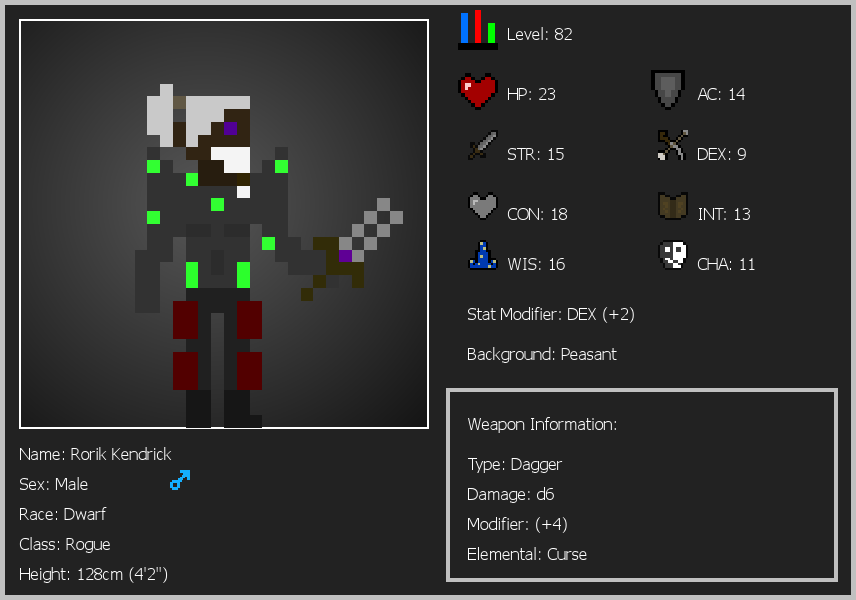 Level: 82
HP: 23
AC: 14
STR: 15
DEX: 9
CON: 18
INT: 13
WIS: 16
CHA: 11
Stat Modifier: DEX (+2)
Background: Peasant
Weapon Information:
Type: Dagger
Damage: d6
Modifier: (+4)
Elemental: Curse
Name: Rorik Kendrick
Sex: Male
Race: Dwarf
Class: Rogue
Height: 128cm (4'2")